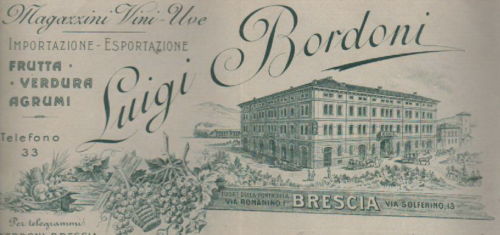 Magazzini Vini-Uve
Importazione-Esportazione
Frutta
Verdura
Agrumi
Luigi Bordoni
Telefono
33
Via Romanino, 1 Brescia Via Solferino, 13
Per telegrammi